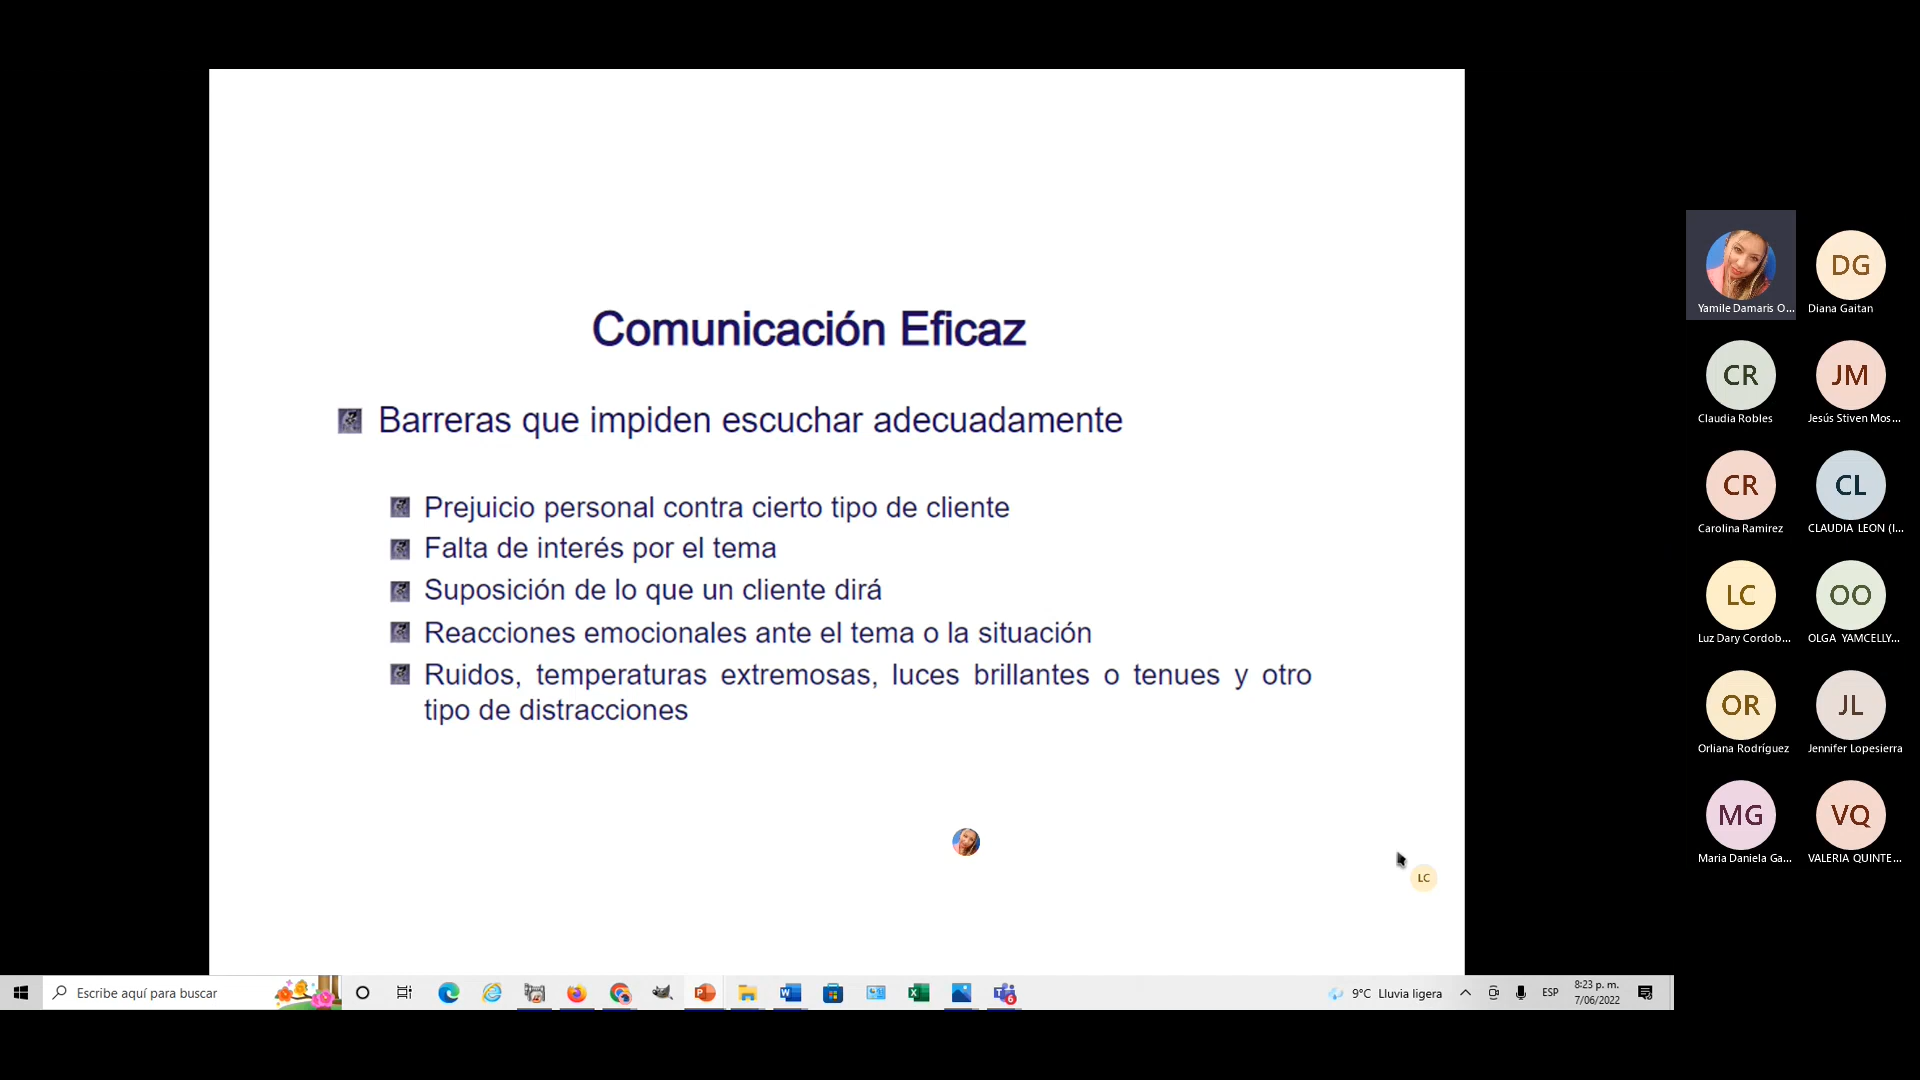 Comunicación Eficaz
Barreras que impiden escuchar adecuadamente
Prejuicio personal contra cierto tipo de cliente
Falta de interés por el tema
Suposición de lo que un cliente dirá
Reacciones emocionales ante el tema o la situación
Ruidos, temperaturas extremosas, luces brillantes o tenues y otro
tipo de distracciones
LC
Yamile Damaris O...
DG
Diana Gaitan
CR
Claudia Robles
JM
Jesús Stiven Mos...
CR
Carolina Ramirez
CL
CLAUDIA LEON (I...
LC
Luz Dary Cordob...
OO
OLGA YAMCELLY...
OR
Orliana Rodríguez
JL
Jennifer Lopesierra
MG
Maria Daniela Ga...
VQ
VALERIA QUINTE...
Escribe aquí para buscar
6
9°C Lluvia ligera
ESP
8:23 p. m.
7/06/2022